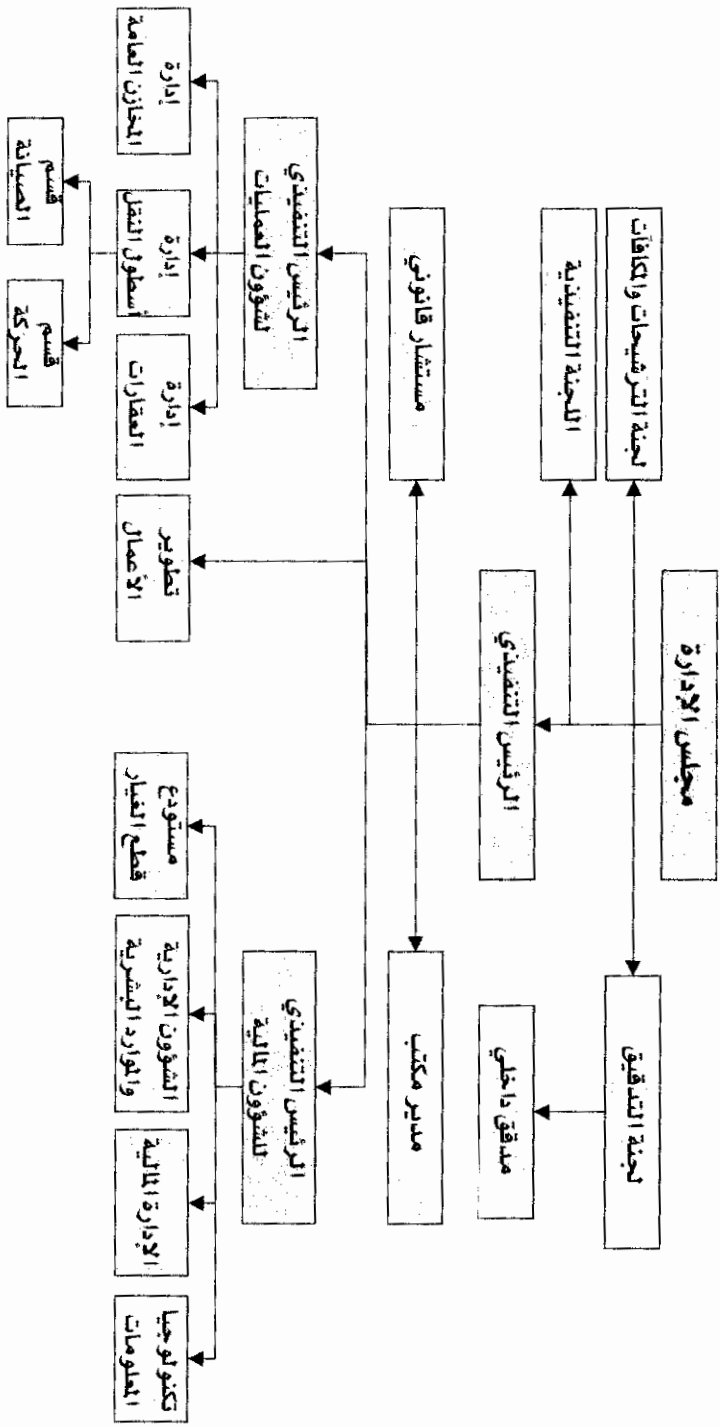 مجلس الإدارة
لجنة الترشيحات والمكافآت
لجنة التدقيق
اللجنة التنفيذية
الرئيس التنفيذي
مدقق داخلي
مستشار قانوني
مدير مكتب
الرئيس التنفيذي
لشؤون العمليات
الرئيس التنفيذي
للشؤون المالية
إدارة
المخازن العامة
إدارة
أسطول النقل
إدارة
العقارات
تطوير
الأعمال
مستودع
قطع الغيار
الشؤون الإدارية
والموارد البشرية
الإدارة المالية
تكنولوجيا
المعلومات
قسم
الصيانة
قسم
الحركة